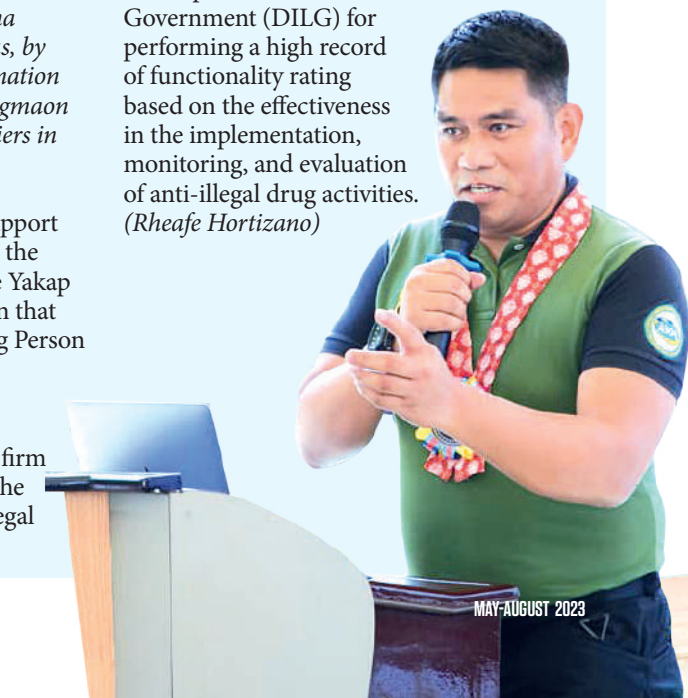 na
s, by
nation
gmaon
iers in
pport
the
e Yakap
n that
g Person
firm
he
egal
Government (DILG) for
performing a high record
of functionality rating
based on the effectiveness
in the implementation,
monitoring, and evaluation
of anti-illegal drug activities.
(Rheafe Hortizano)
MAY-AUGUST 2023